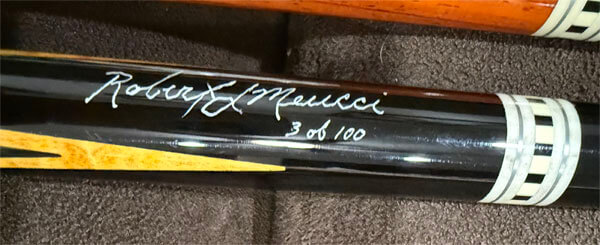 Robert L Meucci
3 of 100